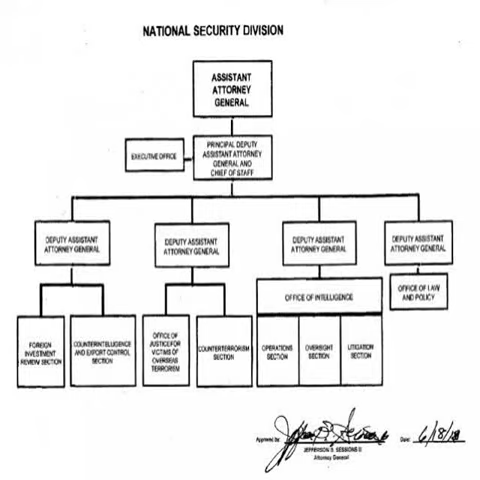 NATIONAL SECURITY DIVISION
ASSISTANT
ATTORNEY
GENERAL
EXECUTIVE OFFICE
PRINCIPAL DEPUTY
ASSISTANT ATTORNEY
GENERAL AND
CHIEF OF STAFF
DEPUTY ASSISTANT
ATTORNEY GENERAL
DEPUTY ASSISTANT
ATTORNEY GENERAL
DEPUTY ASSISTANT
ATTORNEY GENERAL
DEPUTY ASSISTANT
ATTORNEY GENERAL
OFFICE OF INTELLIGENCE
OFFICE OF LAW
AND POLICY
FOREIGN
INVESTMENT
REVIEW SECTION
COUNTERINTELLIGENCE
AND EXPORT CONTROL
SECTION
OFFICE OF
JUSTICE FOR
VICTIMS OF
OVERSEAS
TERRORISM
COUNTERTERRORISM
SECTION
OPERATIONS
SECTION
OVERSIGHT
SECTION
LITIGATION
SECTION
Approved by:
Date: 6/18/18
JEFFERSON B. SESSIONS III
Attorney General